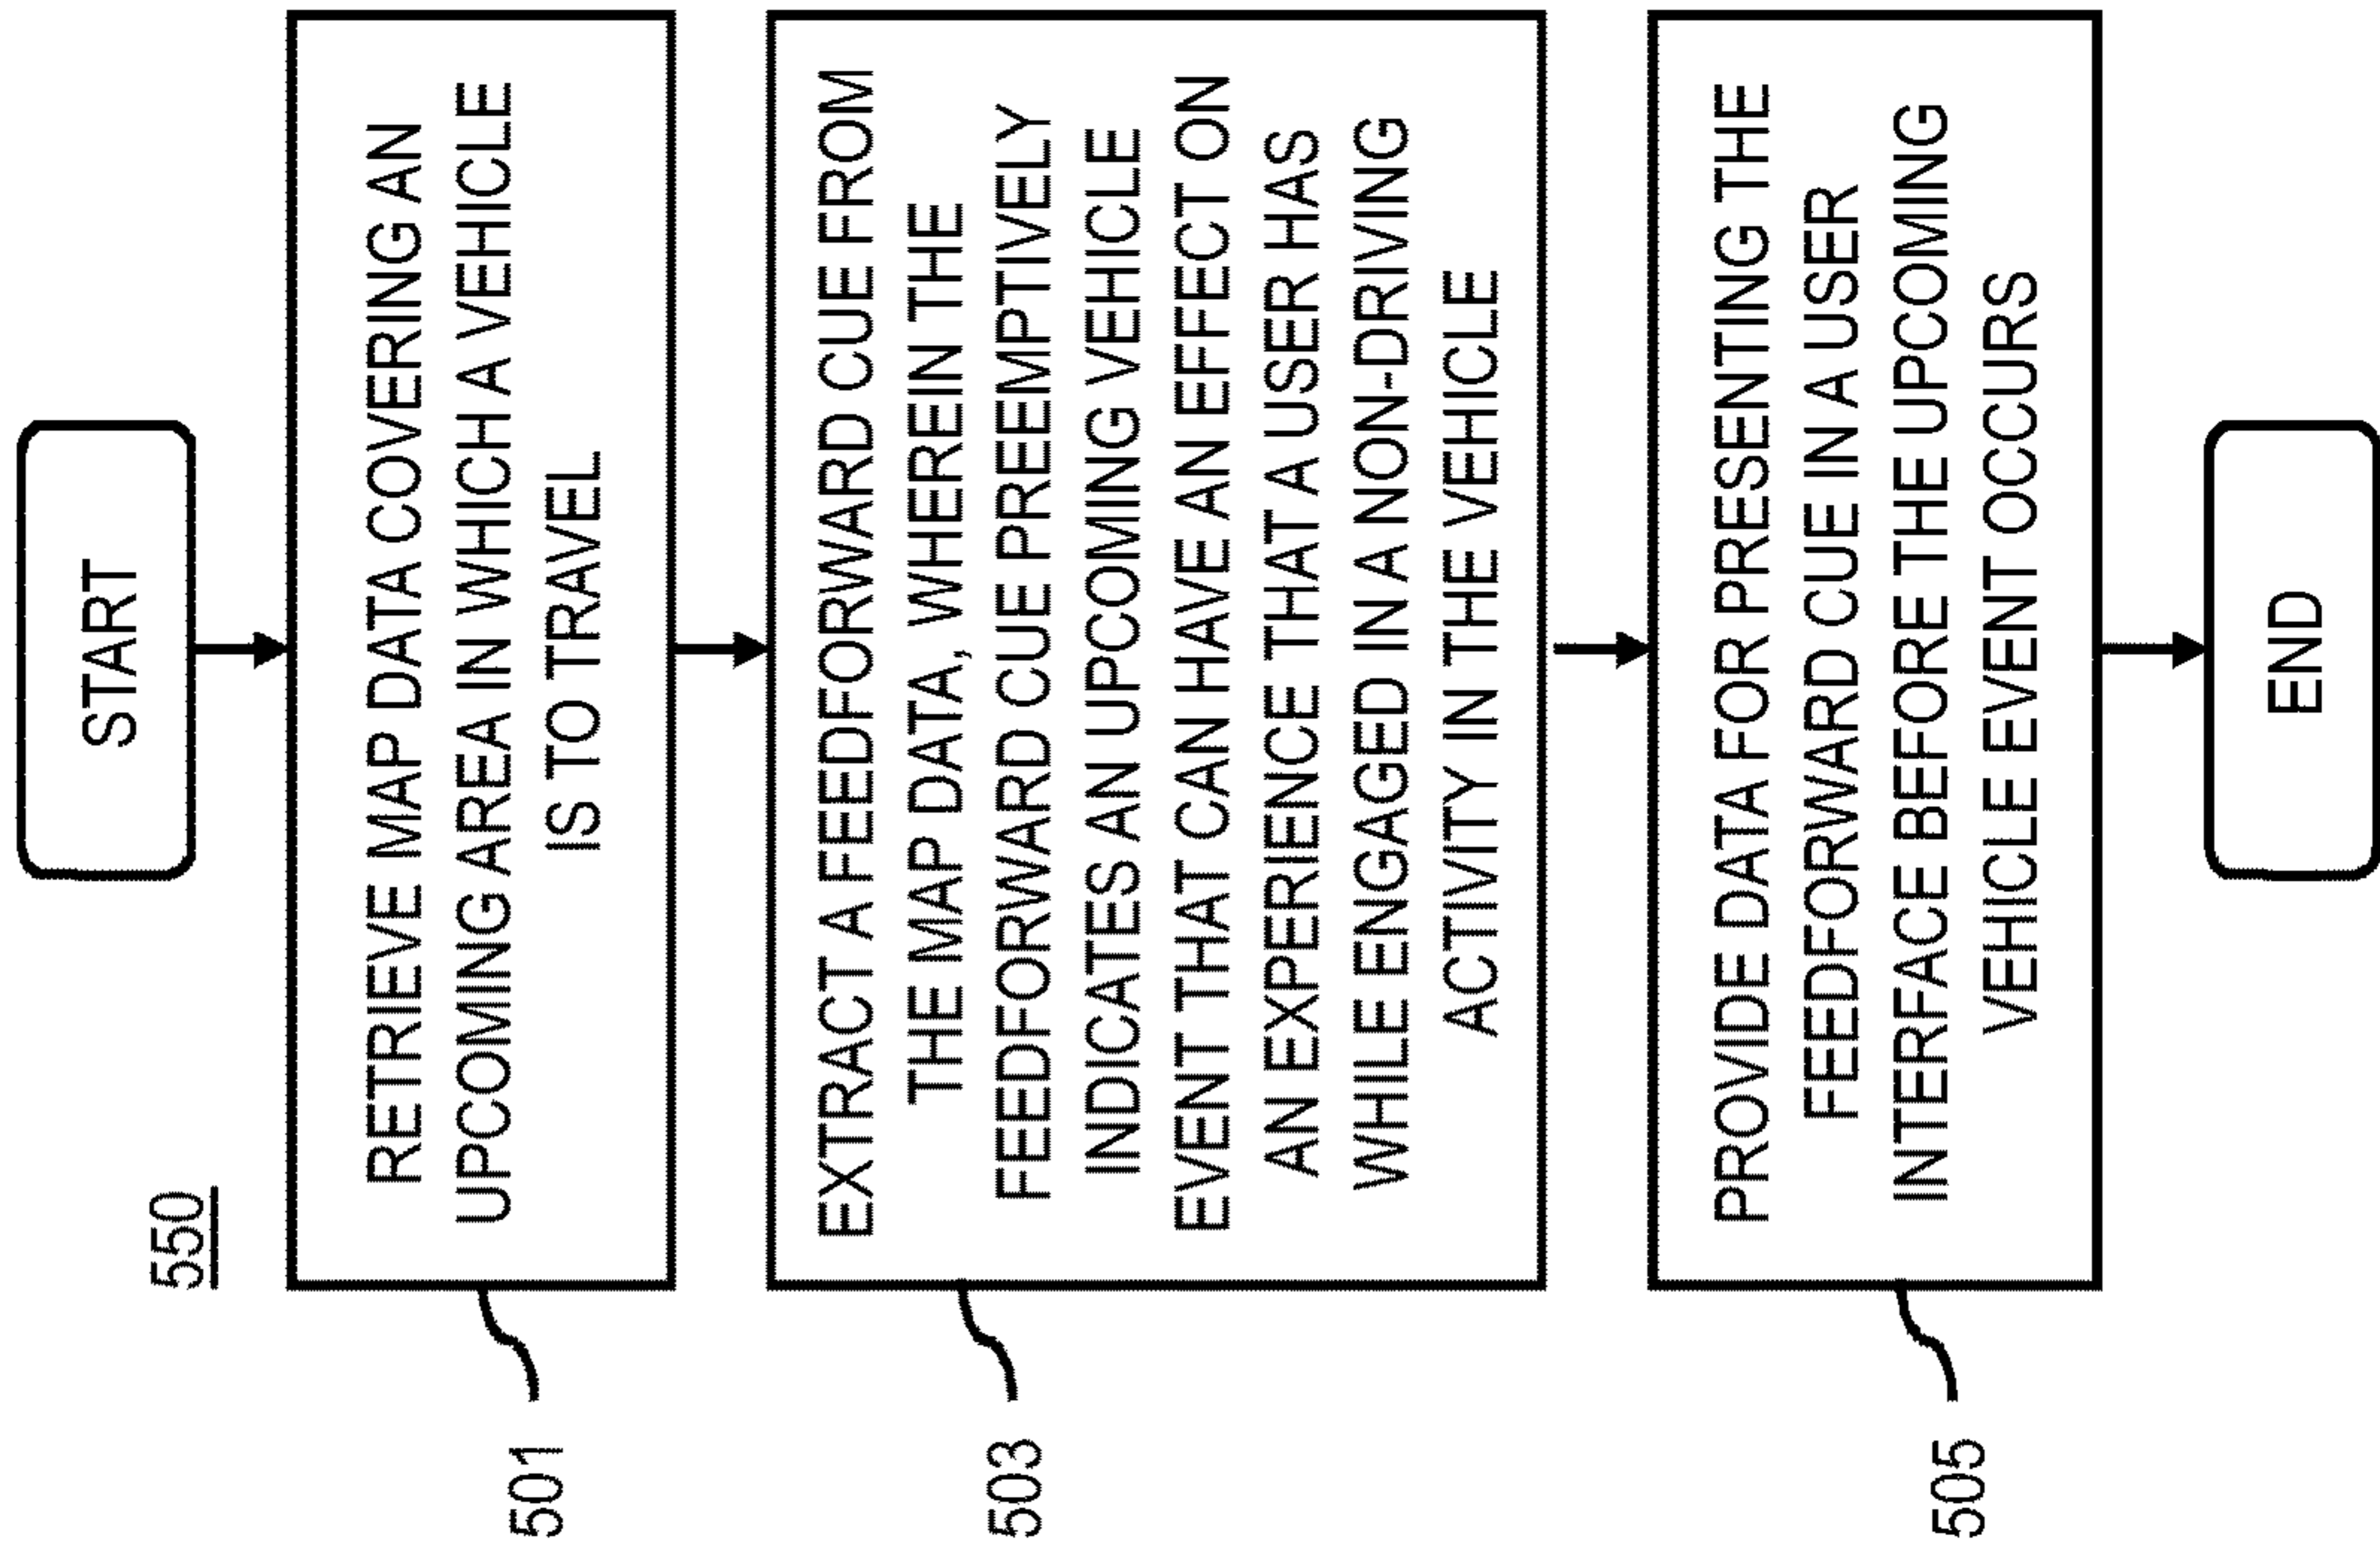 550
START
501
RETRIEVE MAP DATA COVERING AN
UPCOMING AREA IN WHICH A VEHICLE
IS TO TRAVEL
503
EXTRACT A FEEDFORWARD CUE FROM
THE MAP DATA, WHEREIN THE
FEEDFORWARD CUE PREEMPTIVELY
INDICATES AN UPCOMING VEHICLE
EVENT THAT CAN HAVE AN EFFECT ON
AN EXPERIENCE THAT A USER HAS
WHILE ENGAGED IN A NON-DRIVING
ACTIVITY IN THE VEHICLE
505
PROVIDE DATA FOR PRESENTING THE
FEEDFORWARD CUE IN A USER
INTERFACE BEFORE THE UPCOMING
VEHICLE EVENT OCCURS
END